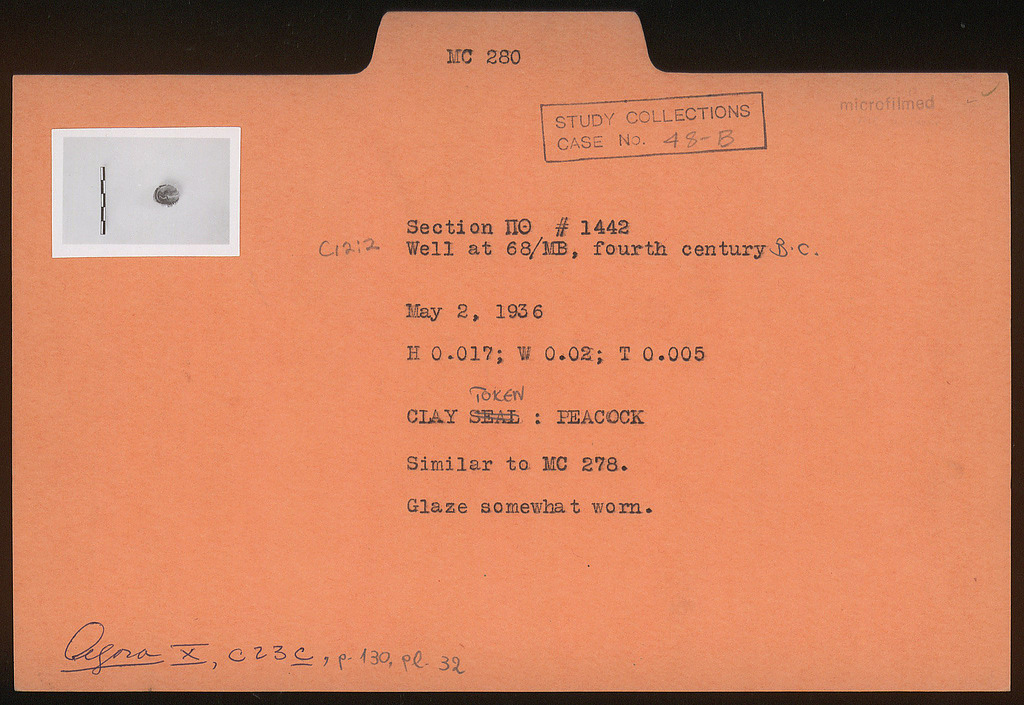 MC 280
STUDY COLLECTIONS
CASE No. 48-B
microfilmed
Section ΠΘ # 1442
C12:2 Well at 68/MB, fourth century B.C.
May 2, 1936
H 0.017; W 0.02; T 0.005
TOKEN
CLAY SEAL : PEACOCK
Similar to MC 278.
Glaze somewhat worn.
Agora X, C23c, p. 130, pl. 32